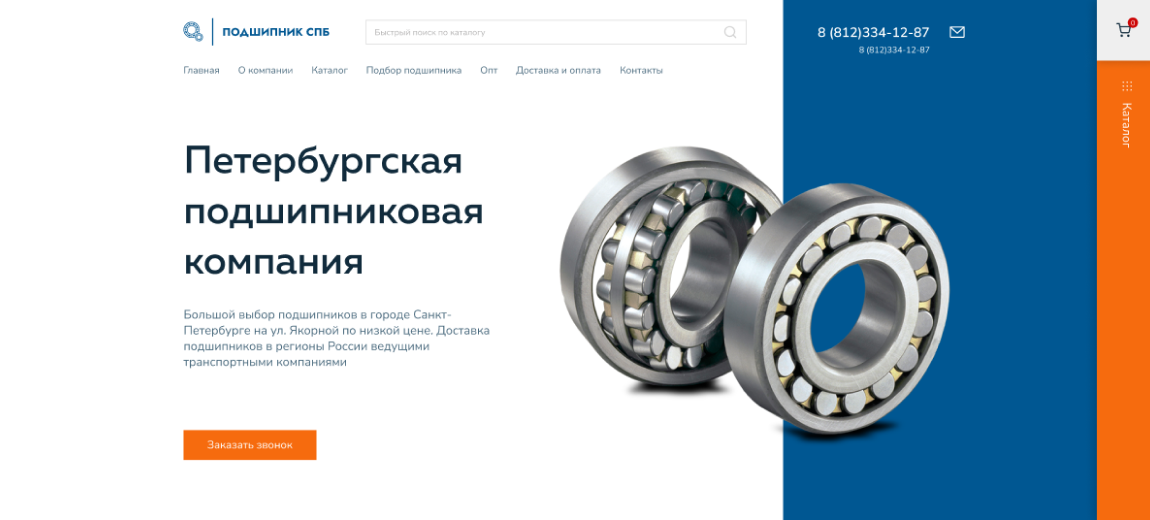 ПОДШИПНИК СПБ
Быстрый поиск по каталогу
8 (812)334-12-87
0
8 (812)334-12-87
Главная О компании Каталог Подбор подшипника Опт Доставка и оплата Контакты
Каталог
Петербургская
подшипниковая
компания
Большой выбор подшипников в городе Санкт-
Петербурге на ул. Якорной по низкой цене. Доставка
подшипников в регионы России ведущими
транспортными компаниями
Заказать звонок